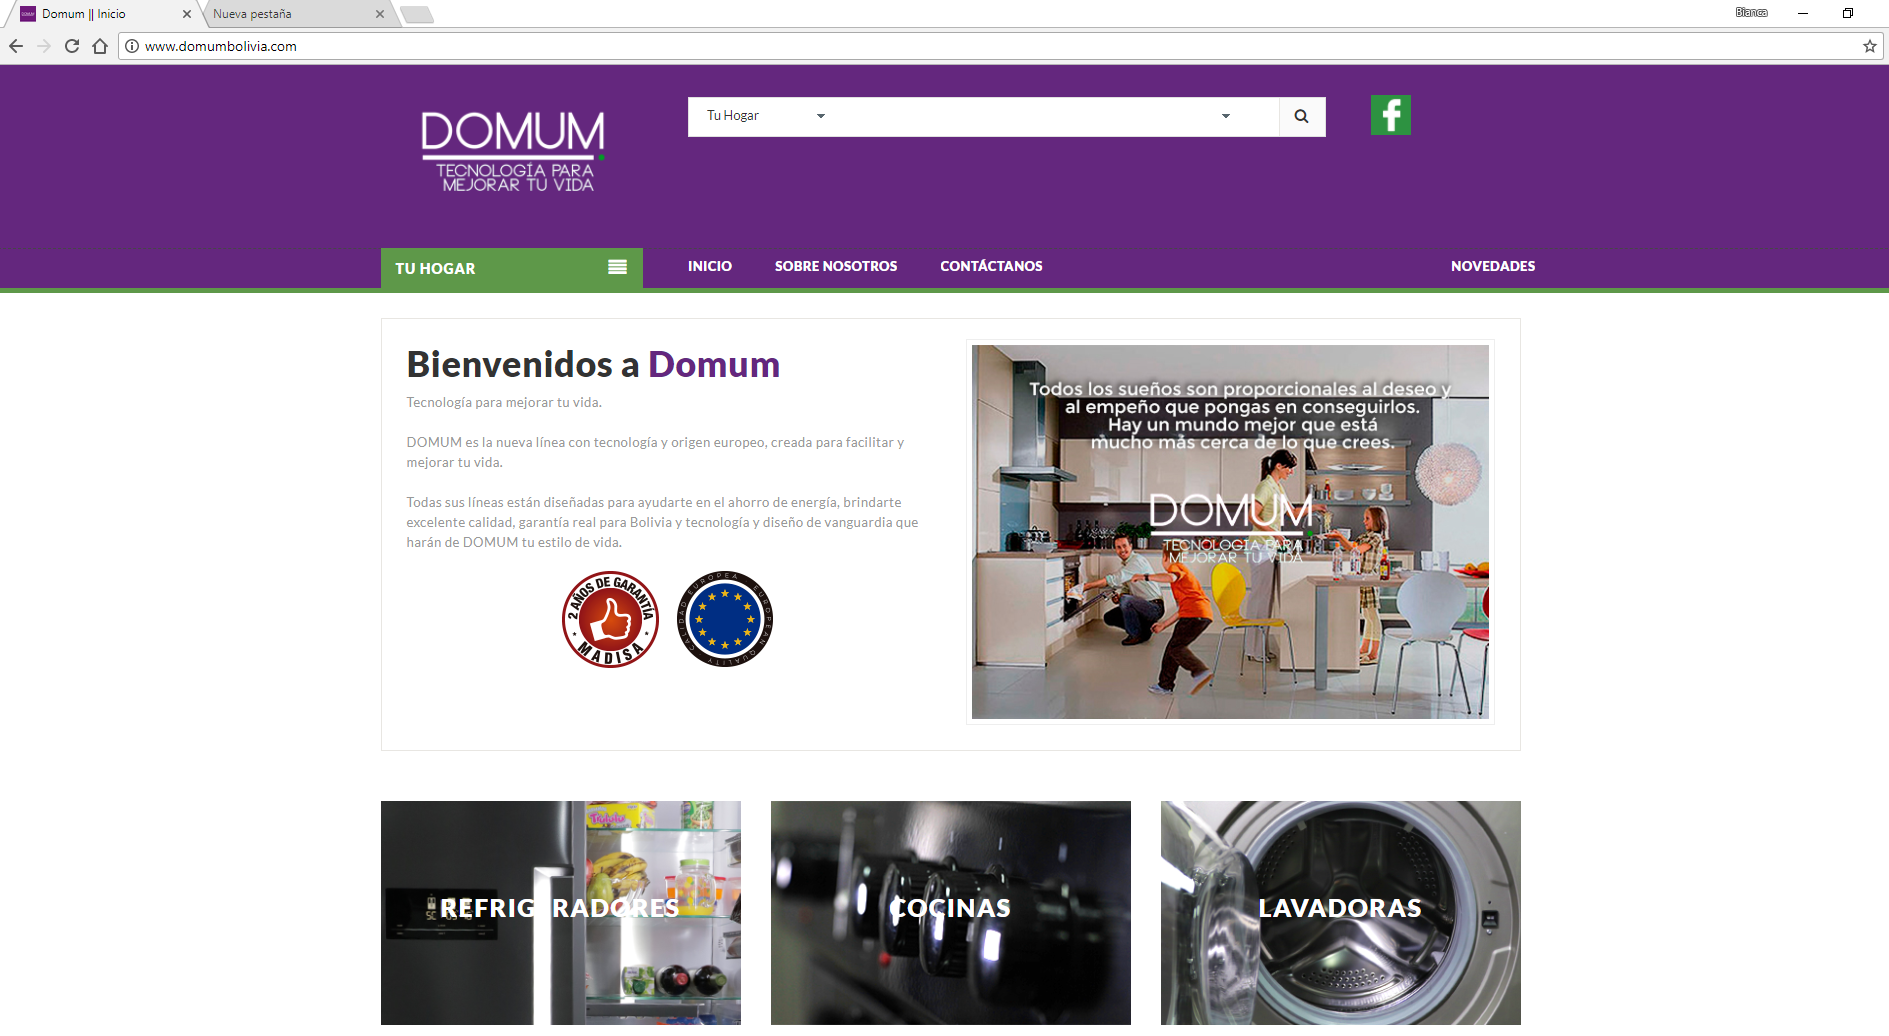 Domum || Inicio
Nueva pestaña
Bianca
www.domumbolivia.com
DOMUM.
TECNOLOGÍA PARA
MEJORAR TU VIDA
Tu Hogar
f
TU HOGAR
INICIO
SOBRE NOSOTROS
CONTÁCTANOS
NOVEDADES
Bienvenidos a Domum
Tecnología para mejorar tu vida.
DOMUM es la nueva línea con tecnología y origen europeo, creada para facilitar y
mejorar tu vida.
Todas sus líneas están diseñadas para ayudarte en el ahorro de energía, brindarte
excelente calidad, garantía real para Bolivia y tecnología y diseño de vanguardia que
harán de DOMUM tu estilo de vida.
2 AÑOS DE GARANTÍA
MADISA
CALIDAD EUROPEA
EUROPEAN QUALITY
Todos los sueños son proporcionales al deseo y
al empeño que pongas en conseguirlos.
Hay un mundo mejor que está
mucho más cerca de lo que crees.
DOMUM.
TECNOLOGÍA PARA
MEJORAR TU VIDA
REFRIGERADORES
COCINAS
LAVADORAS